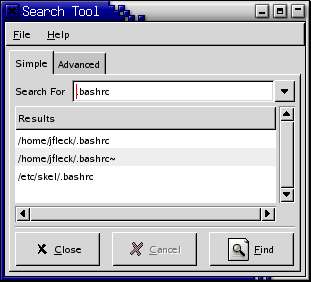 Search Tool
File Help
Simple Advanced
Search For .bashrc
Results
/home/jfleck/.bashrc
/home/jfleck/.bashrc~
/etc/skel/.bashrc
Close Cancel Find